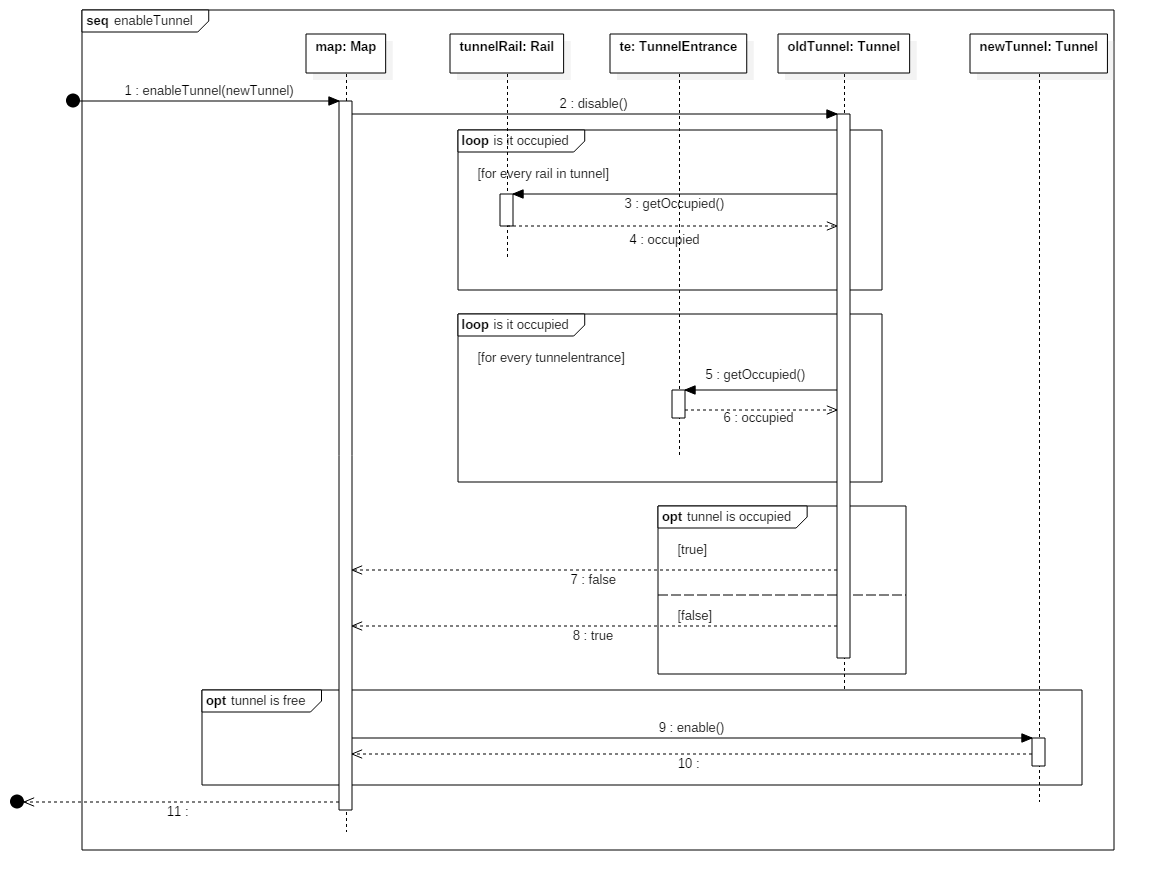 seq enableTunnel
map: Map
tunnelRail: Rail
te: TunnelEntrance
oldTunnel: Tunnel
newTunnel: Tunnel
1 : enableTunnel(newTunnel)
2 : disable()
loop is it occupied
[for every rail in tunnel]
3 : getOccupied()
4 : occupied
loop is it occupied
[for every tunnelentrance]
5 : getOccupied()
6 : occupied
opt tunnel is occupied
[true]
7 : false
[false]
8 : true
opt tunnel is free
9 : enable()
10 :
11 :